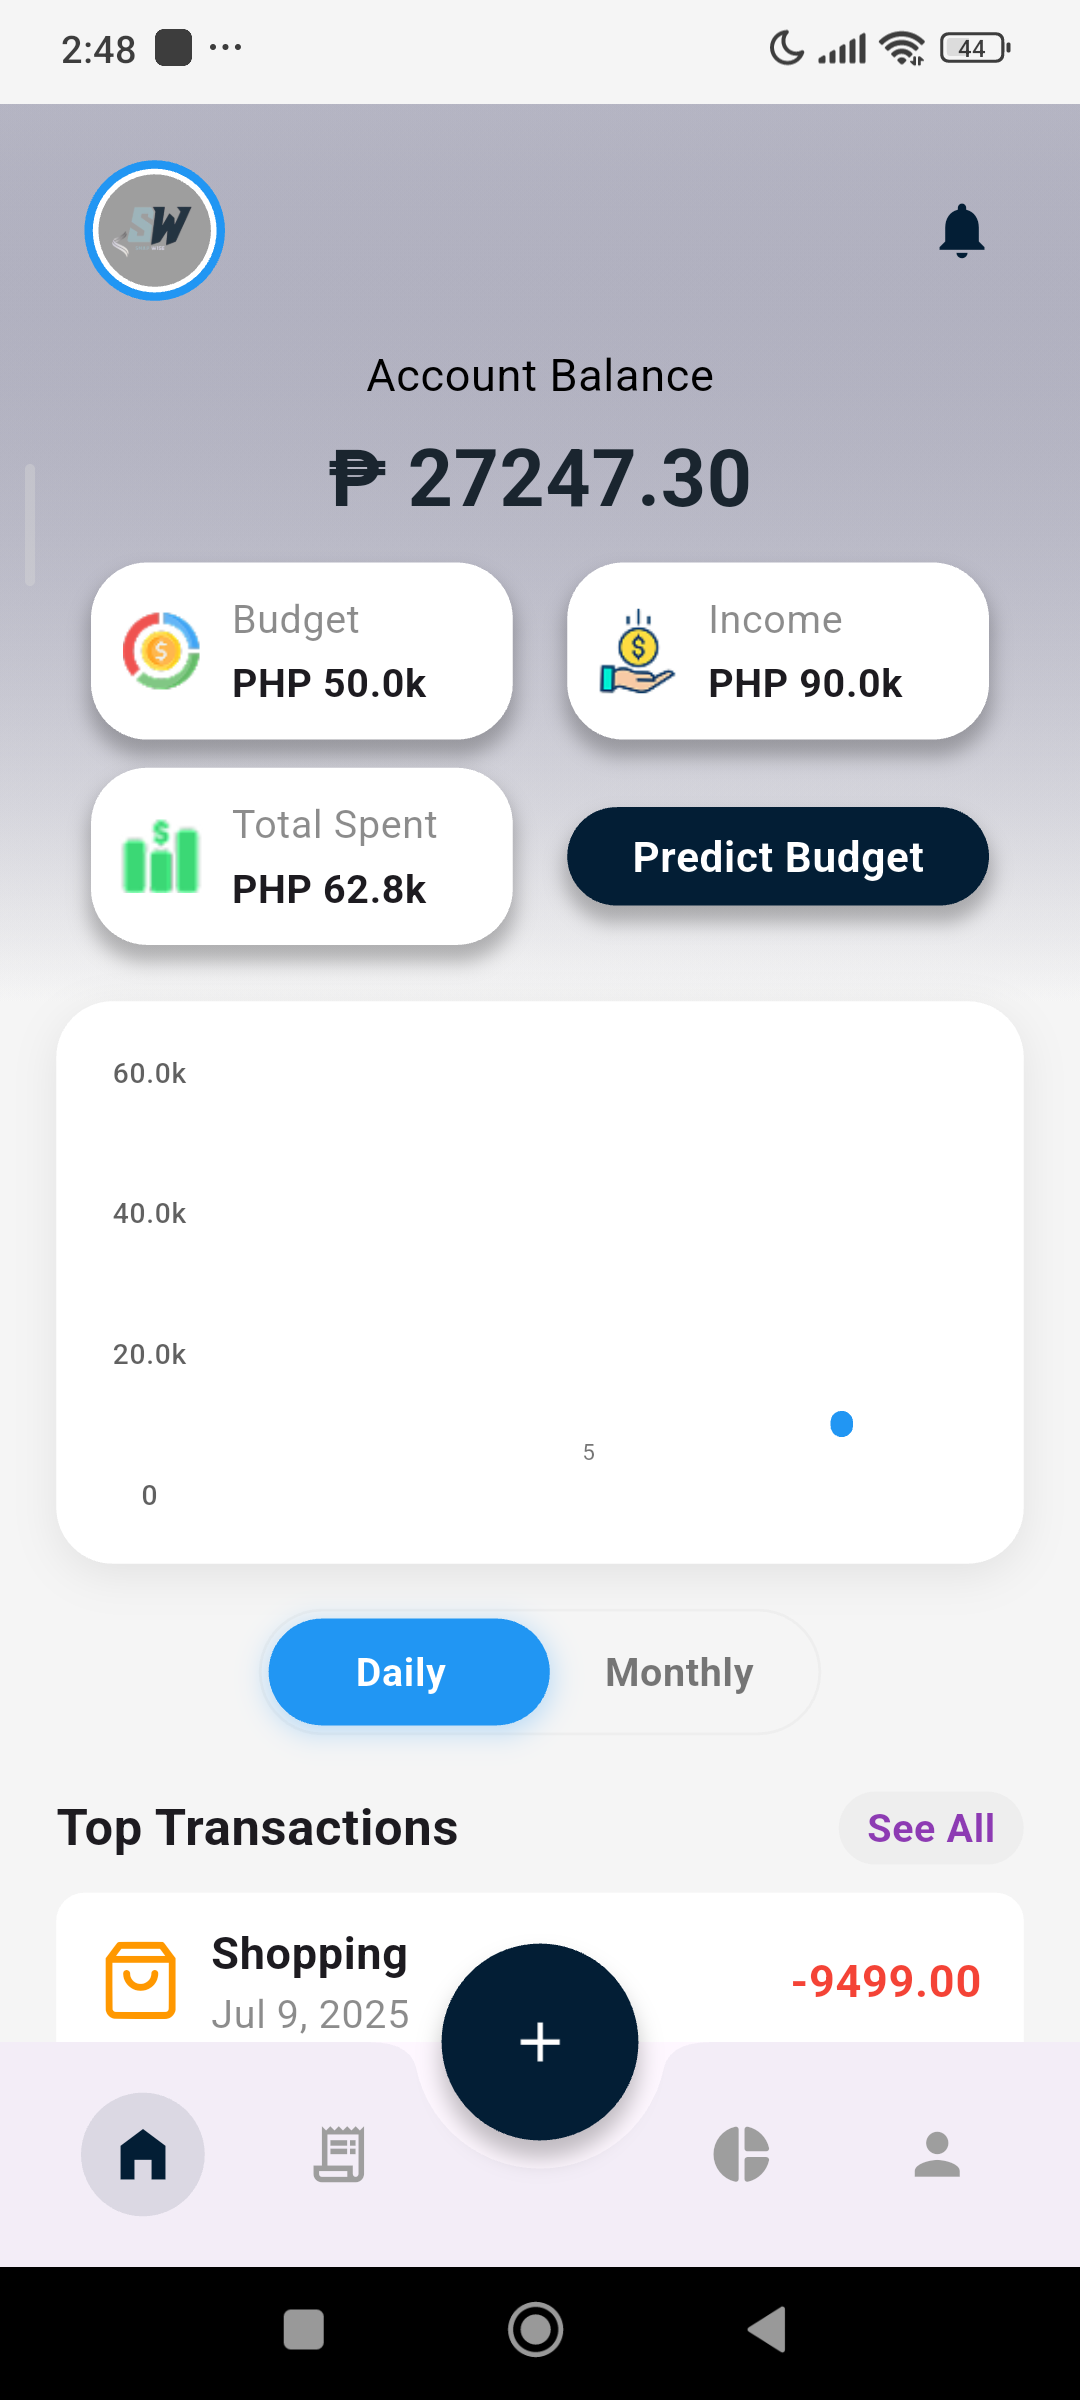 2:48 ...
44
SW
Account Balance
₱ 27247.30
Budget
PHP 50.0k
Income
PHP 90.0k
Total Spent
PHP 62.8k
Predict Budget
60.0k
40.0k
20.0k
5
0
Daily
Monthly
Top Transactions
See All
Shopping
Jul 9, 2025
-9499.00
+